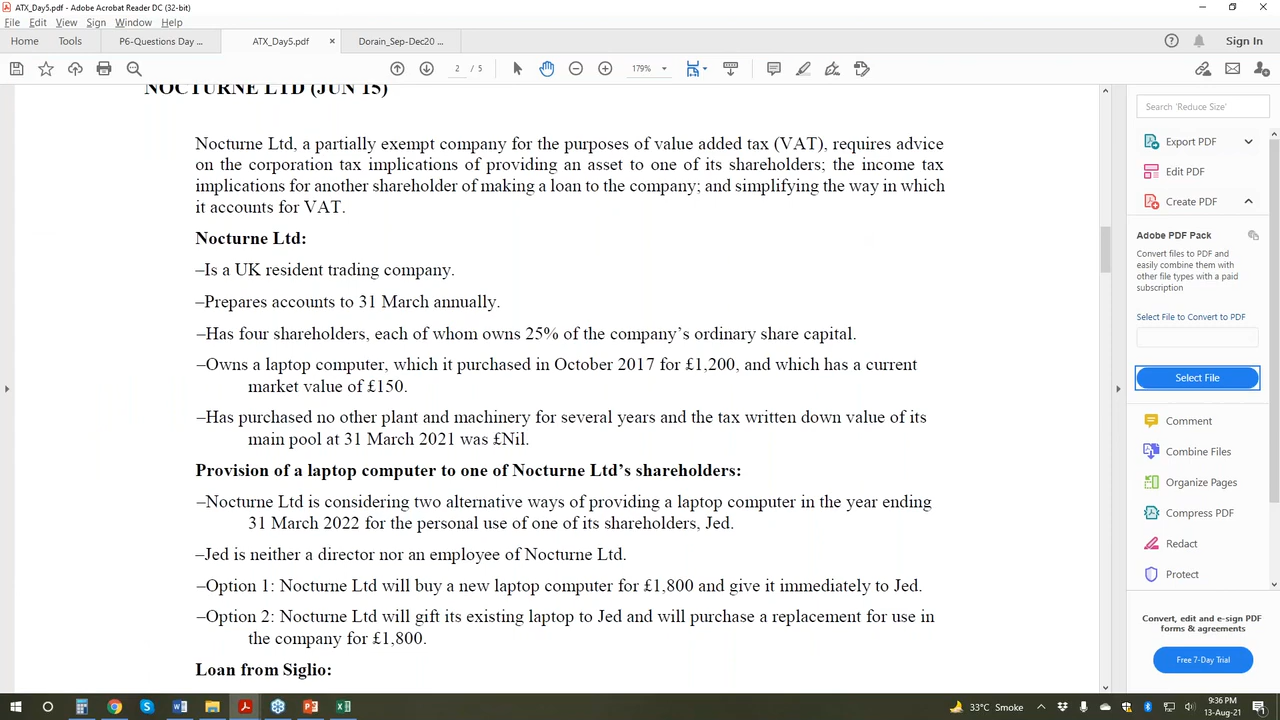 ATX_Day5.pdf - Adobe Acrobat Reader DC (32-bit)
File Edit View Sign Window Help
Home Tools P6-Questions Day ... ATX_Day5.pdf × Dorain_Sep-Dec20 ... Sign In
2 / 5 179%
NOCTURNE LTD (JUN 15)
Nocturne Ltd, a partially exempt company for the purposes of value added tax (VAT), requires advice
on the corporation tax implications of providing an asset to one of its shareholders; the income tax
implications for another shareholder of making a loan to the company; and simplifying the way in which
it accounts for VAT.
Nocturne Ltd:
–Is a UK resident trading company.
–Prepares accounts to 31 March annually.
–Has four shareholders, each of whom owns 25% of the company’s ordinary share capital.
–Owns a laptop computer, which it purchased in October 2017 for £1,200, and which has a current
market value of £150.
–Has purchased no other plant and machinery for several years and the tax written down value of its
main pool at 31 March 2021 was £Nil.
Provision of a laptop computer to one of Nocturne Ltd’s shareholders:
–Nocturne Ltd is considering two alternative ways of providing a laptop computer in the year ending
31 March 2022 for the personal use of one of its shareholders, Jed.
–Jed is neither a director nor an employee of Nocturne Ltd.
–Option 1: Nocturne Ltd will buy a new laptop computer for £1,800 and give it immediately to Jed.
–Option 2: Nocturne Ltd will gift its existing laptop to Jed and will purchase a replacement for use in
the company for £1,800.
Loan from Siglio:
Search 'Reduce Size'
Export PDF
Edit PDF
Create PDF
Adobe PDF Pack
Convert files to PDF and
easily combine them with
other file types with a paid
subscription
Select File to Convert to PDF
Select File
Comment
Combine Files
Organize Pages
Compress PDF
Redact
Protect
Convert, edit and e-sign PDF
forms & agreements
Free 7-Day Trial
33°C Smoke
9:36 PM
13-Aug-21